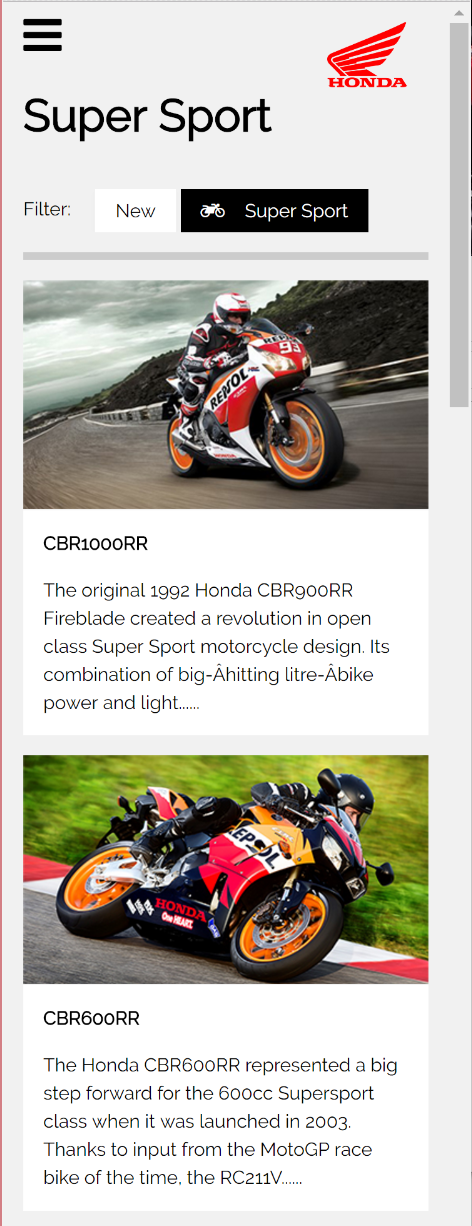 HONDA
Super Sport
Filter:
New
Super Sport
REPSOL
93
REPSOL
HONDA
CBR1000RR
The original 1992 Honda CBR900RR
Fireblade created a revolution in open
class Super Sport motorcycle design. Its
combination of big-Âhitting litre-Âbike
power and light......
REPSOL
HONDA
One HEART.
CBR600RR
The Honda CBR600RR represented a big
step forward for the 600cc Supersport
class when it was launched in 2003.
Thanks to input from the MotoGP race
bike of the time, the RC211V......